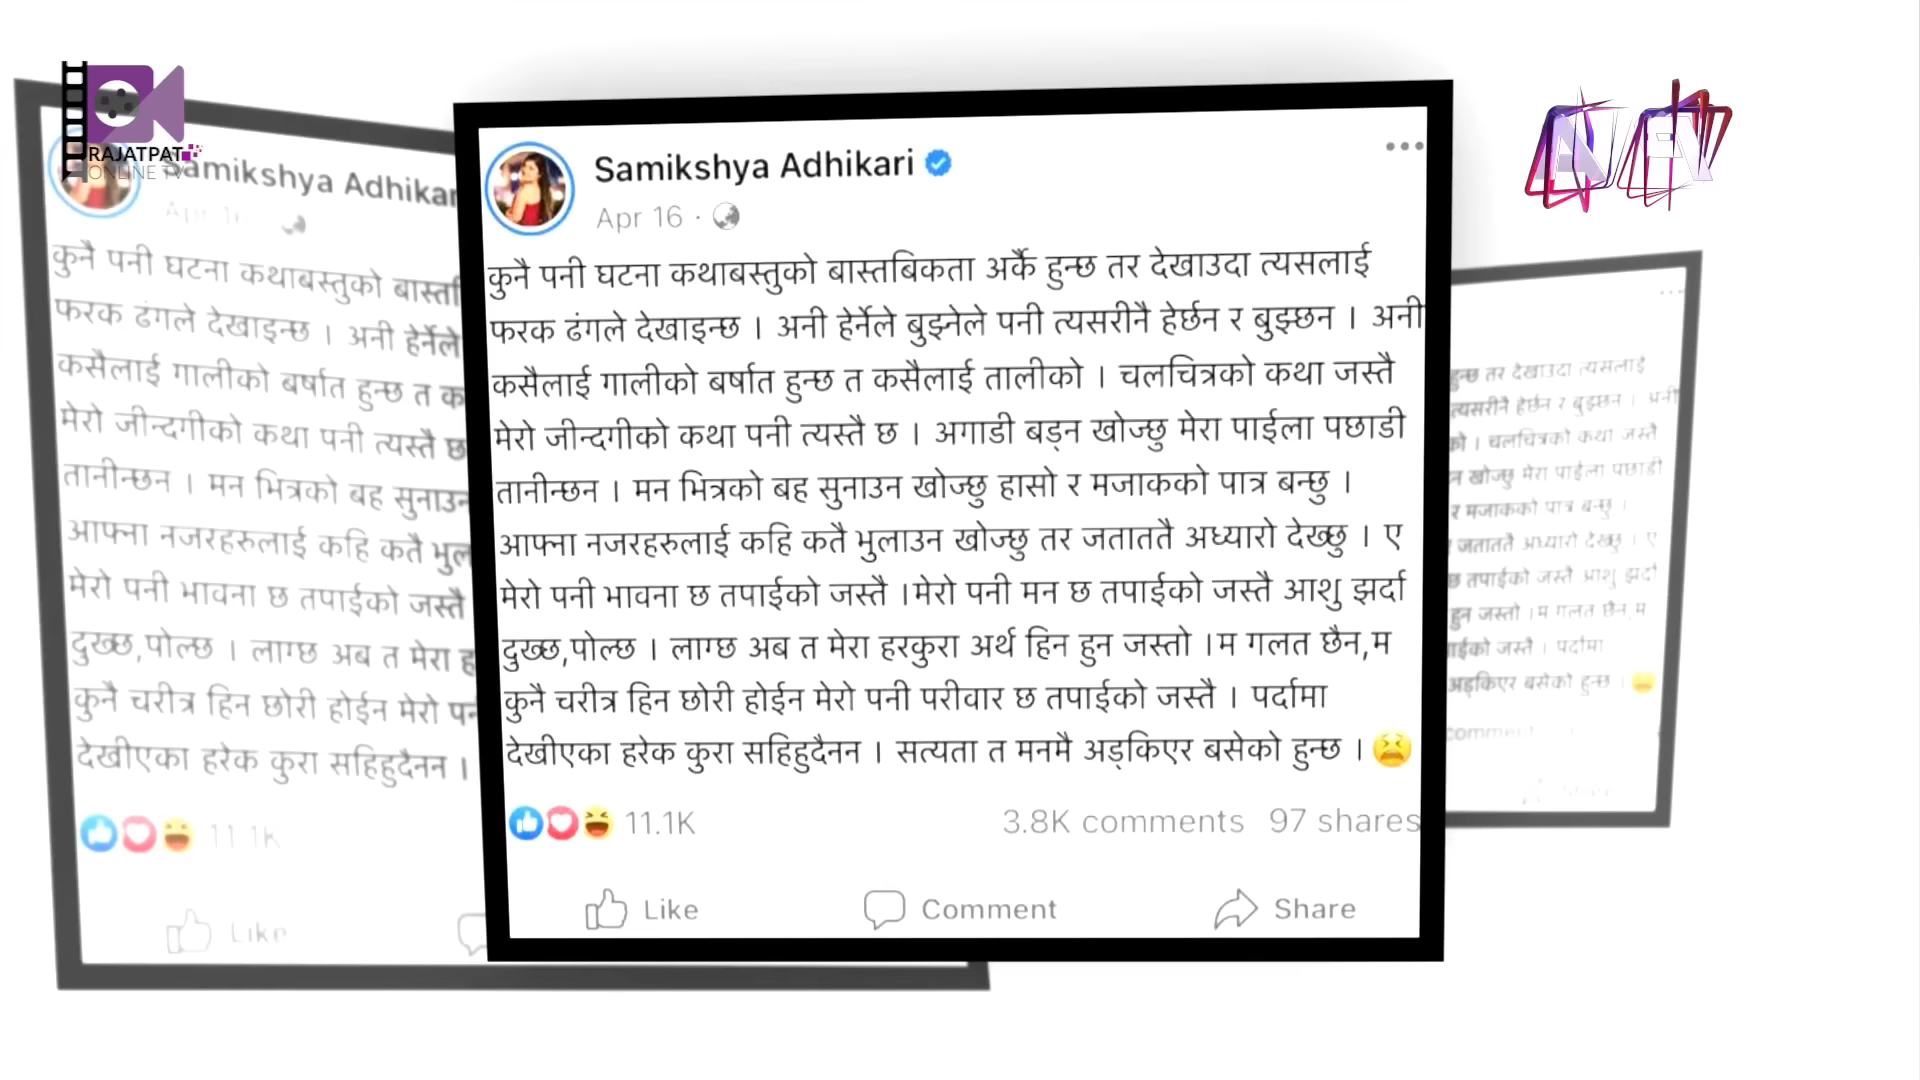 RAJATPAT
ONLINE TV
Samikshya Adhikari
Apr 16 ·
कुनै पनी घटना कथाबस्तुको बास्तबिकता अर्कै हुन्छ तर देखाउदा त्यसलाई
फरक ढंगले देखाइन्छ । अनी हेर्नेले बुझ्नेले पनी त्यसरीनै हेर्छन र बुझ्छन । अनी
कसैलाई गालीको बर्षात हुन्छ त कसैलाई तालीको । चलचित्रको कथा जस्तै
मेरो जीन्दगीको कथा पनी त्यस्तै छ । अगाडी बड्न खोज्छु मेरा पाईला पछाडी
तानीन्छन । मन भित्रको बह सुनाउन खोज्छु हासो र मजाकको पात्र बन्छु ।
आफ्ना नजरहरुलाई कहि कतै भुलाउन खोज्छु तर जताततै अध्यारो देख्छु । ए
मेरो पनी भावना छ तपाईको जस्तै ।मेरो पनी मन छ तपाईको जस्तै आशु झर्दा
दुख्छ,पोल्छ । लाग्छ अब त मेरा हरकुरा अर्थ हिन हुन जस्तो ।म गलत छैन,म
कुनै चरीत्र हिन छोरी होईन मेरो पनी परीवार छ तपाईको जस्तै । पर्दामा
देखीएका हरेक कुरा सहिहुदैनन । सत्यता त मनमै अड्किएर बसेको हुन्छ । 😫
11.1K 3.8K comments 97 shares
Like Comment Share